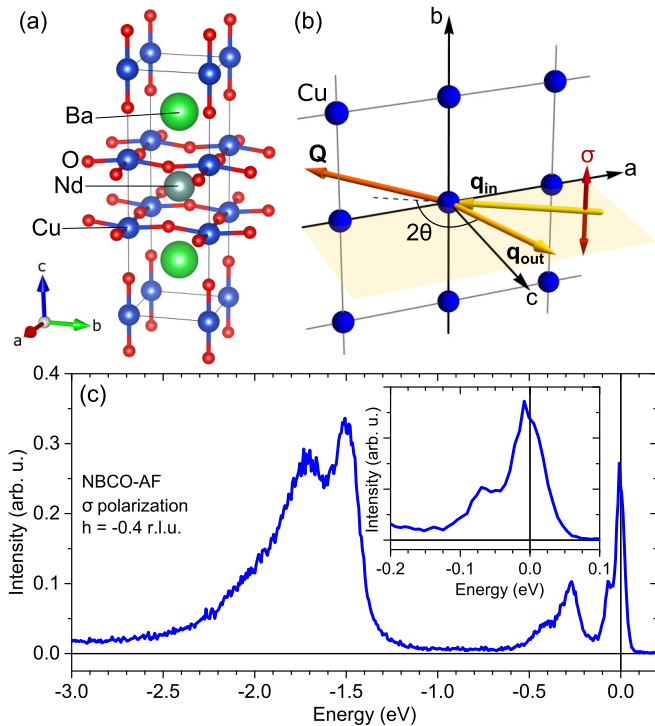 (a)
Ba
O
Nd
Cu
c
b
a
(b)
b
Cu
Q
q_in
σ
a
2θ
q_out
c
(c)
NBCO-AF
σ polarization
h = -0.4 r.l.u.
Intensity (arb. u.)
0.4
0.3
0.2
0.1
0.0
-3.0 -2.5 -2.0 -1.5 -1.0 -0.5 0.0
Energy (eV)
Intensity (arb. u.)
-0.2 -0.1 0.0 0.1
Energy (eV)